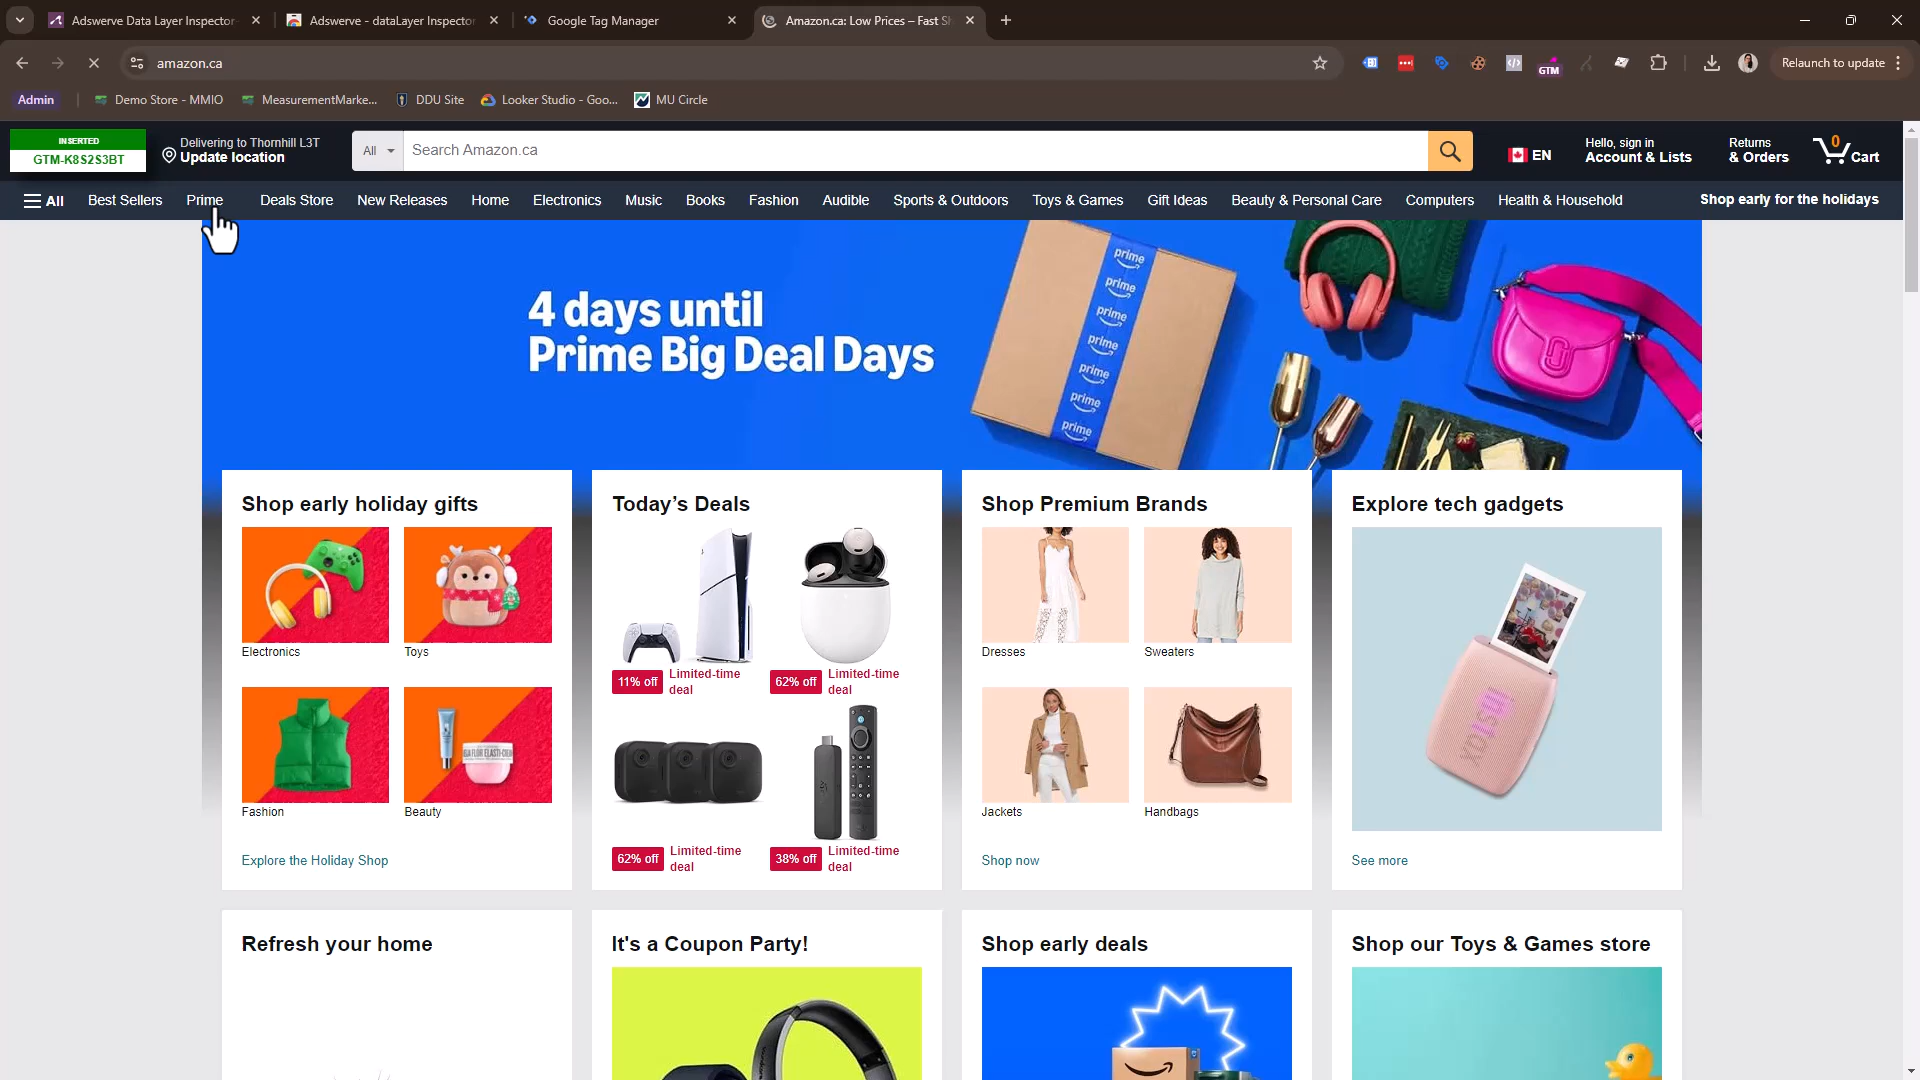 Adswerve Data Layer Inspector
Adswerve - dataLayer Inspector
Google Tag Manager
Amazon.ca: Low Prices – Fast Sh
amazon.ca
GTM
Relaunch to update
Admin
Demo Store - MMIO
MeasurementMarke...
DDU Site
Looker Studio - Goo...
MU Circle
INSERTED
GTM-K8S2S3BT
Delivering to Thornhill L3T
Update location
All
Search Amazon.ca
EN
Hello, sign in
Account & Lists
Returns
& Orders
0
Cart
All
Best Sellers
Prime
Deals Store
New Releases
Home
Electronics
Music
Books
Fashion
Audible
Sports & Outdoors
Toys & Games
Gift Ideas
Beauty & Personal Care
Computers
Health & Household
Shop early for the holidays
4 days until
Prime Big Deal Days
prime
prime
prime
prime
prime
prime
prime
Shop early holiday gifts
Electronics
Toys
Fashion
Beauty
Explore the Holiday Shop
Today’s Deals
11% off
Limited-time
deal
62% off
Limited-time
deal
62% off
Limited-time
deal
38% off
Limited-time
deal
Shop Premium Brands
Dresses
Sweaters
Jackets
Handbags
Shop now
Explore tech gadgets
See more
Refresh your home
It's a Coupon Party!
Shop early deals
Shop our Toys & Games store